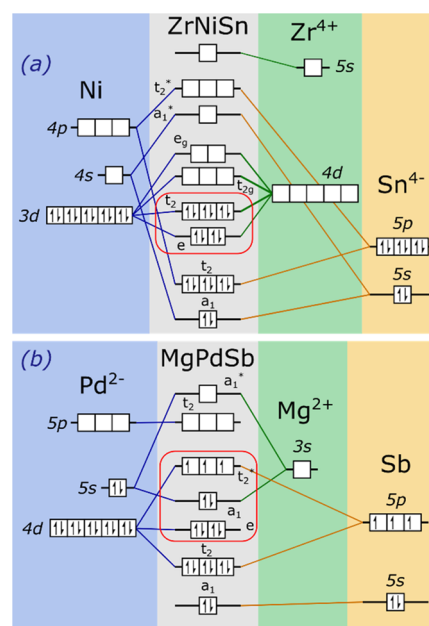 ZrNiSn
Zr4+
(a)
5s
Ni
t2*
a1*
4p
eg
4s
4d
Sn4-
t2g
t2
3d
e
5p
t2
5s
a1
(b)
MgPdSb
Pd2-
a1*
Mg2+
t2
5p
3s
Sb
t2*
5s
5p
a1
4d
e
t2
a1
5s